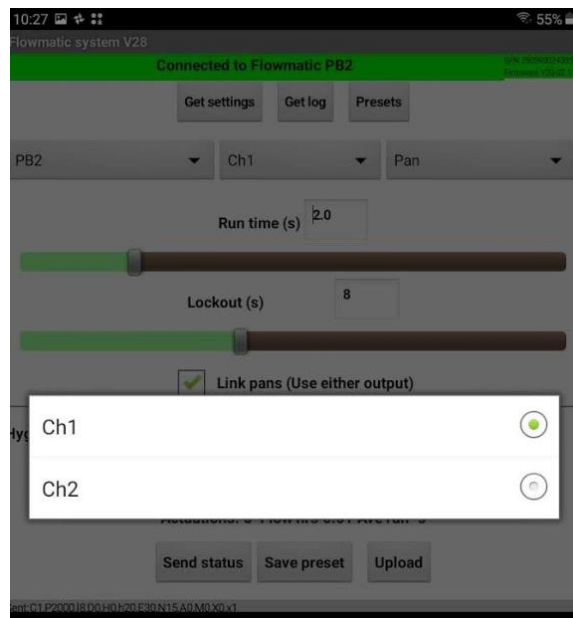 10:27 55%
Flowmatic system V28
Connected to Flowmatic PB2
Get settings Get log Presets
PB2 Ch1 Pan
Run time (s) 2.0
Lockout (s) 8
Link pans (Use either output)
Ch1
Ch2
Send status Save preset Upload